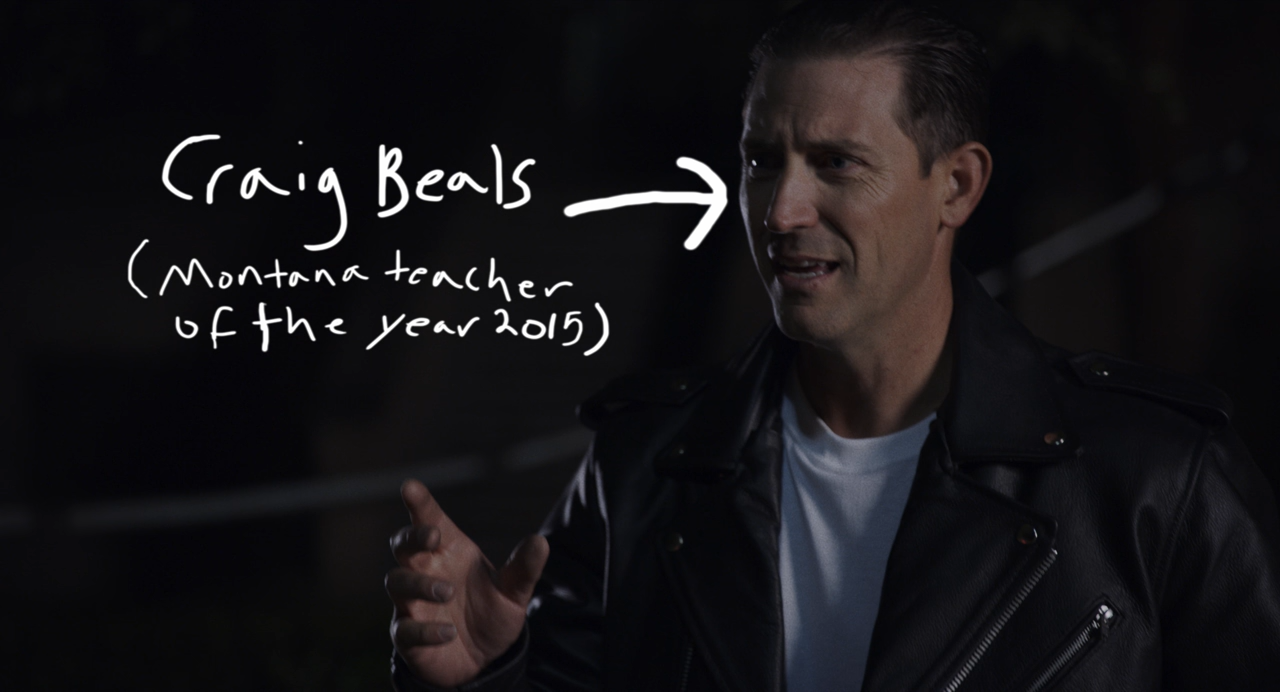 Craig Beals
(Montana teacher
of the year 2015)